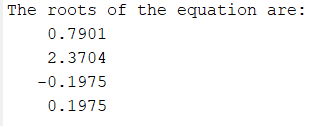 The roots of the equation are:
0.7901
2.3704
-0.1975
0.1975